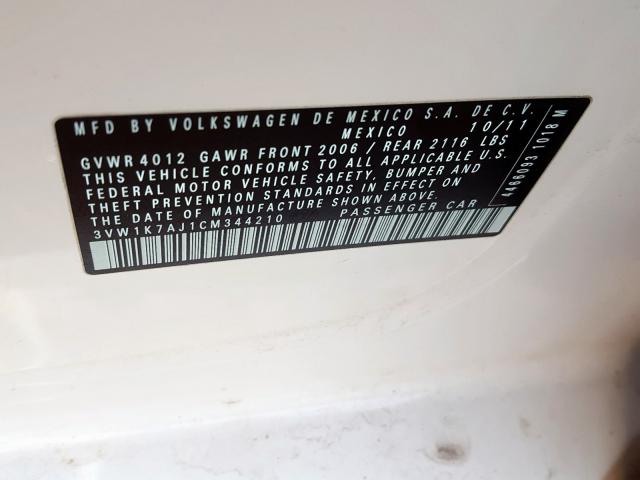 MFD BY VOLKSWAGEN DE MEXICO S.A. DE C.V.
MEXICO 10/11
GVWR 4012 GAWR FRONT 2006 / REAR 2116 LBS
THIS VEHICLE CONFORMS TO ALL APPLICABLE U.S.
FEDERAL MOTOR VEHICLE SAFETY, BUMPER AND
THEFT PREVENTION STANDARDS IN EFFECT ON
THE DATE OF MANUFACTURE SHOWN ABOVE.
3VW1K7AJ1CM344210 PASSENGER CAR
4466093 1018 M